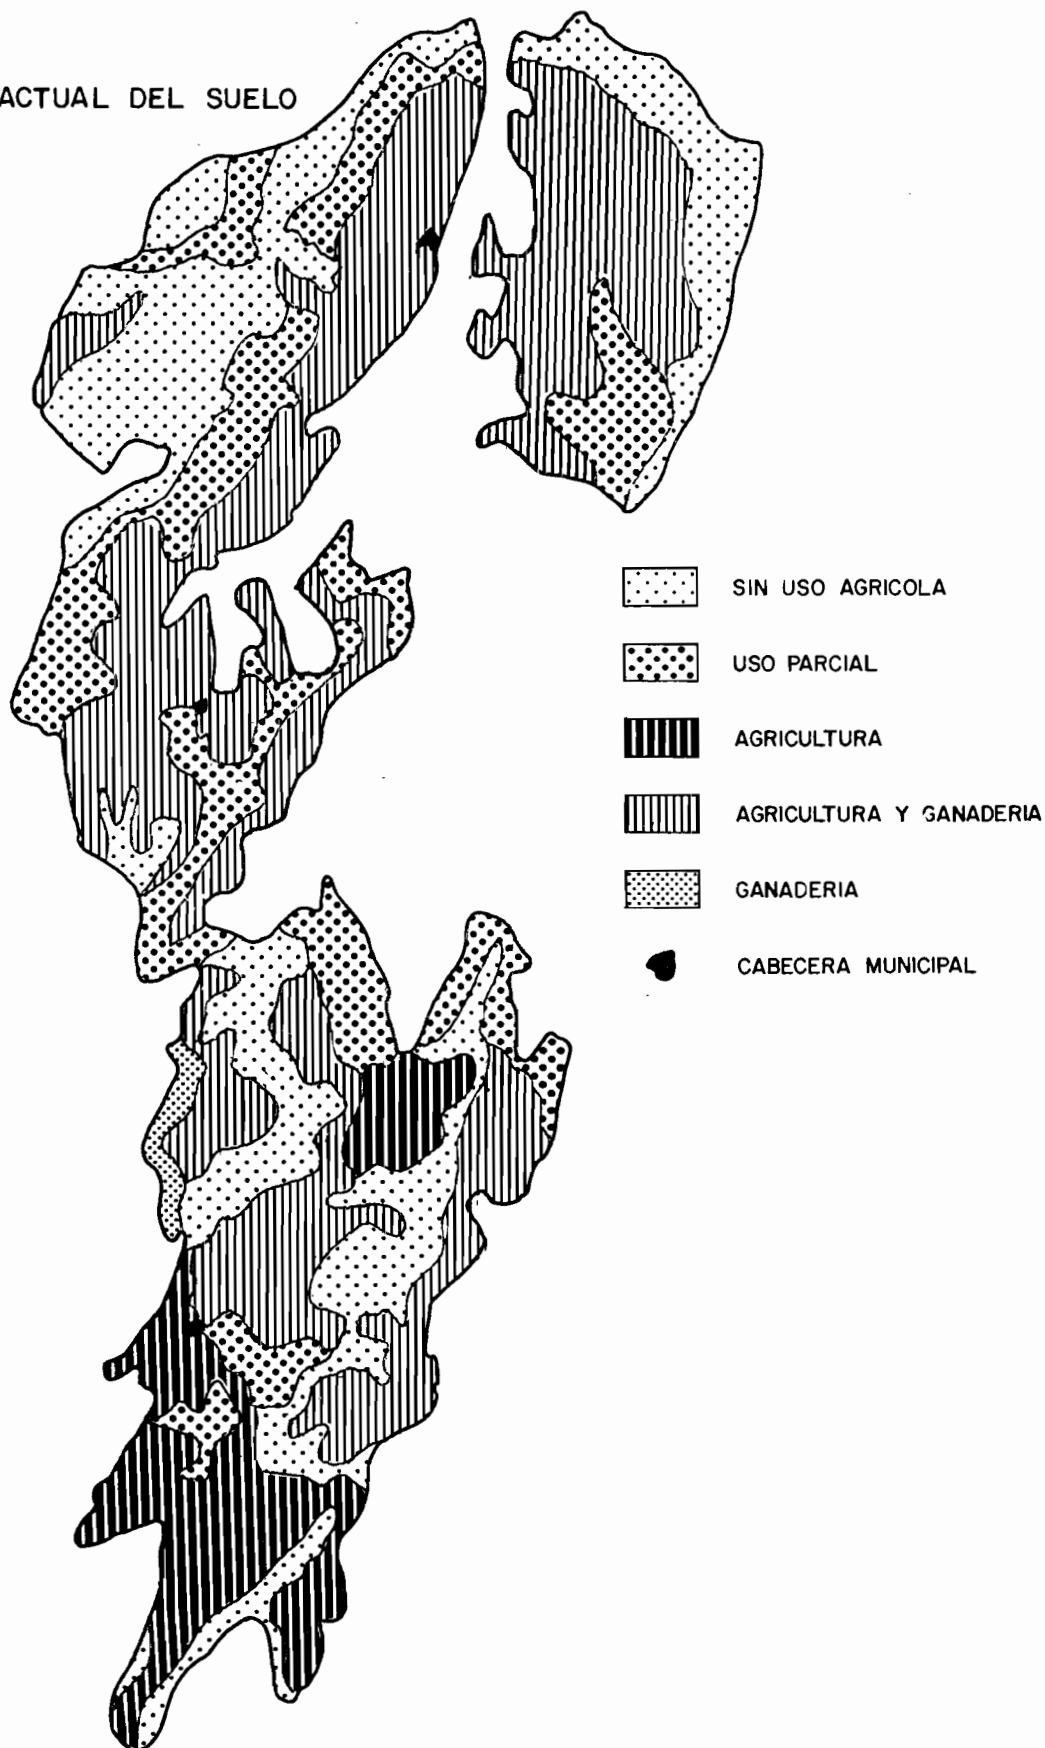 ACTUAL DEL SUELO
SIN USO AGRICOLA
USO PARCIAL
AGRICULTURA
AGRICULTURA Y GANADERIA
GANADERIA
CABECERA MUNICIPAL